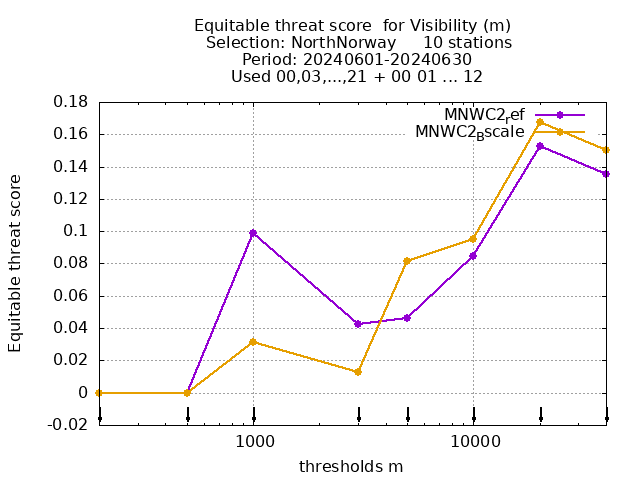 Equitable threat score  for Visibility (m)
Selection: NorthNorway     10 stations
Period: 20240601-20240630
Used 00,03,...,21 + 00 01 ... 12
MNWC2_ref
MNWC2_Bscale
Equitable threat score
0.18
0.16
0.14
0.12
0.1
0.08
0.06
0.04
0.02
0
-0.02
1000 10000
thresholds m